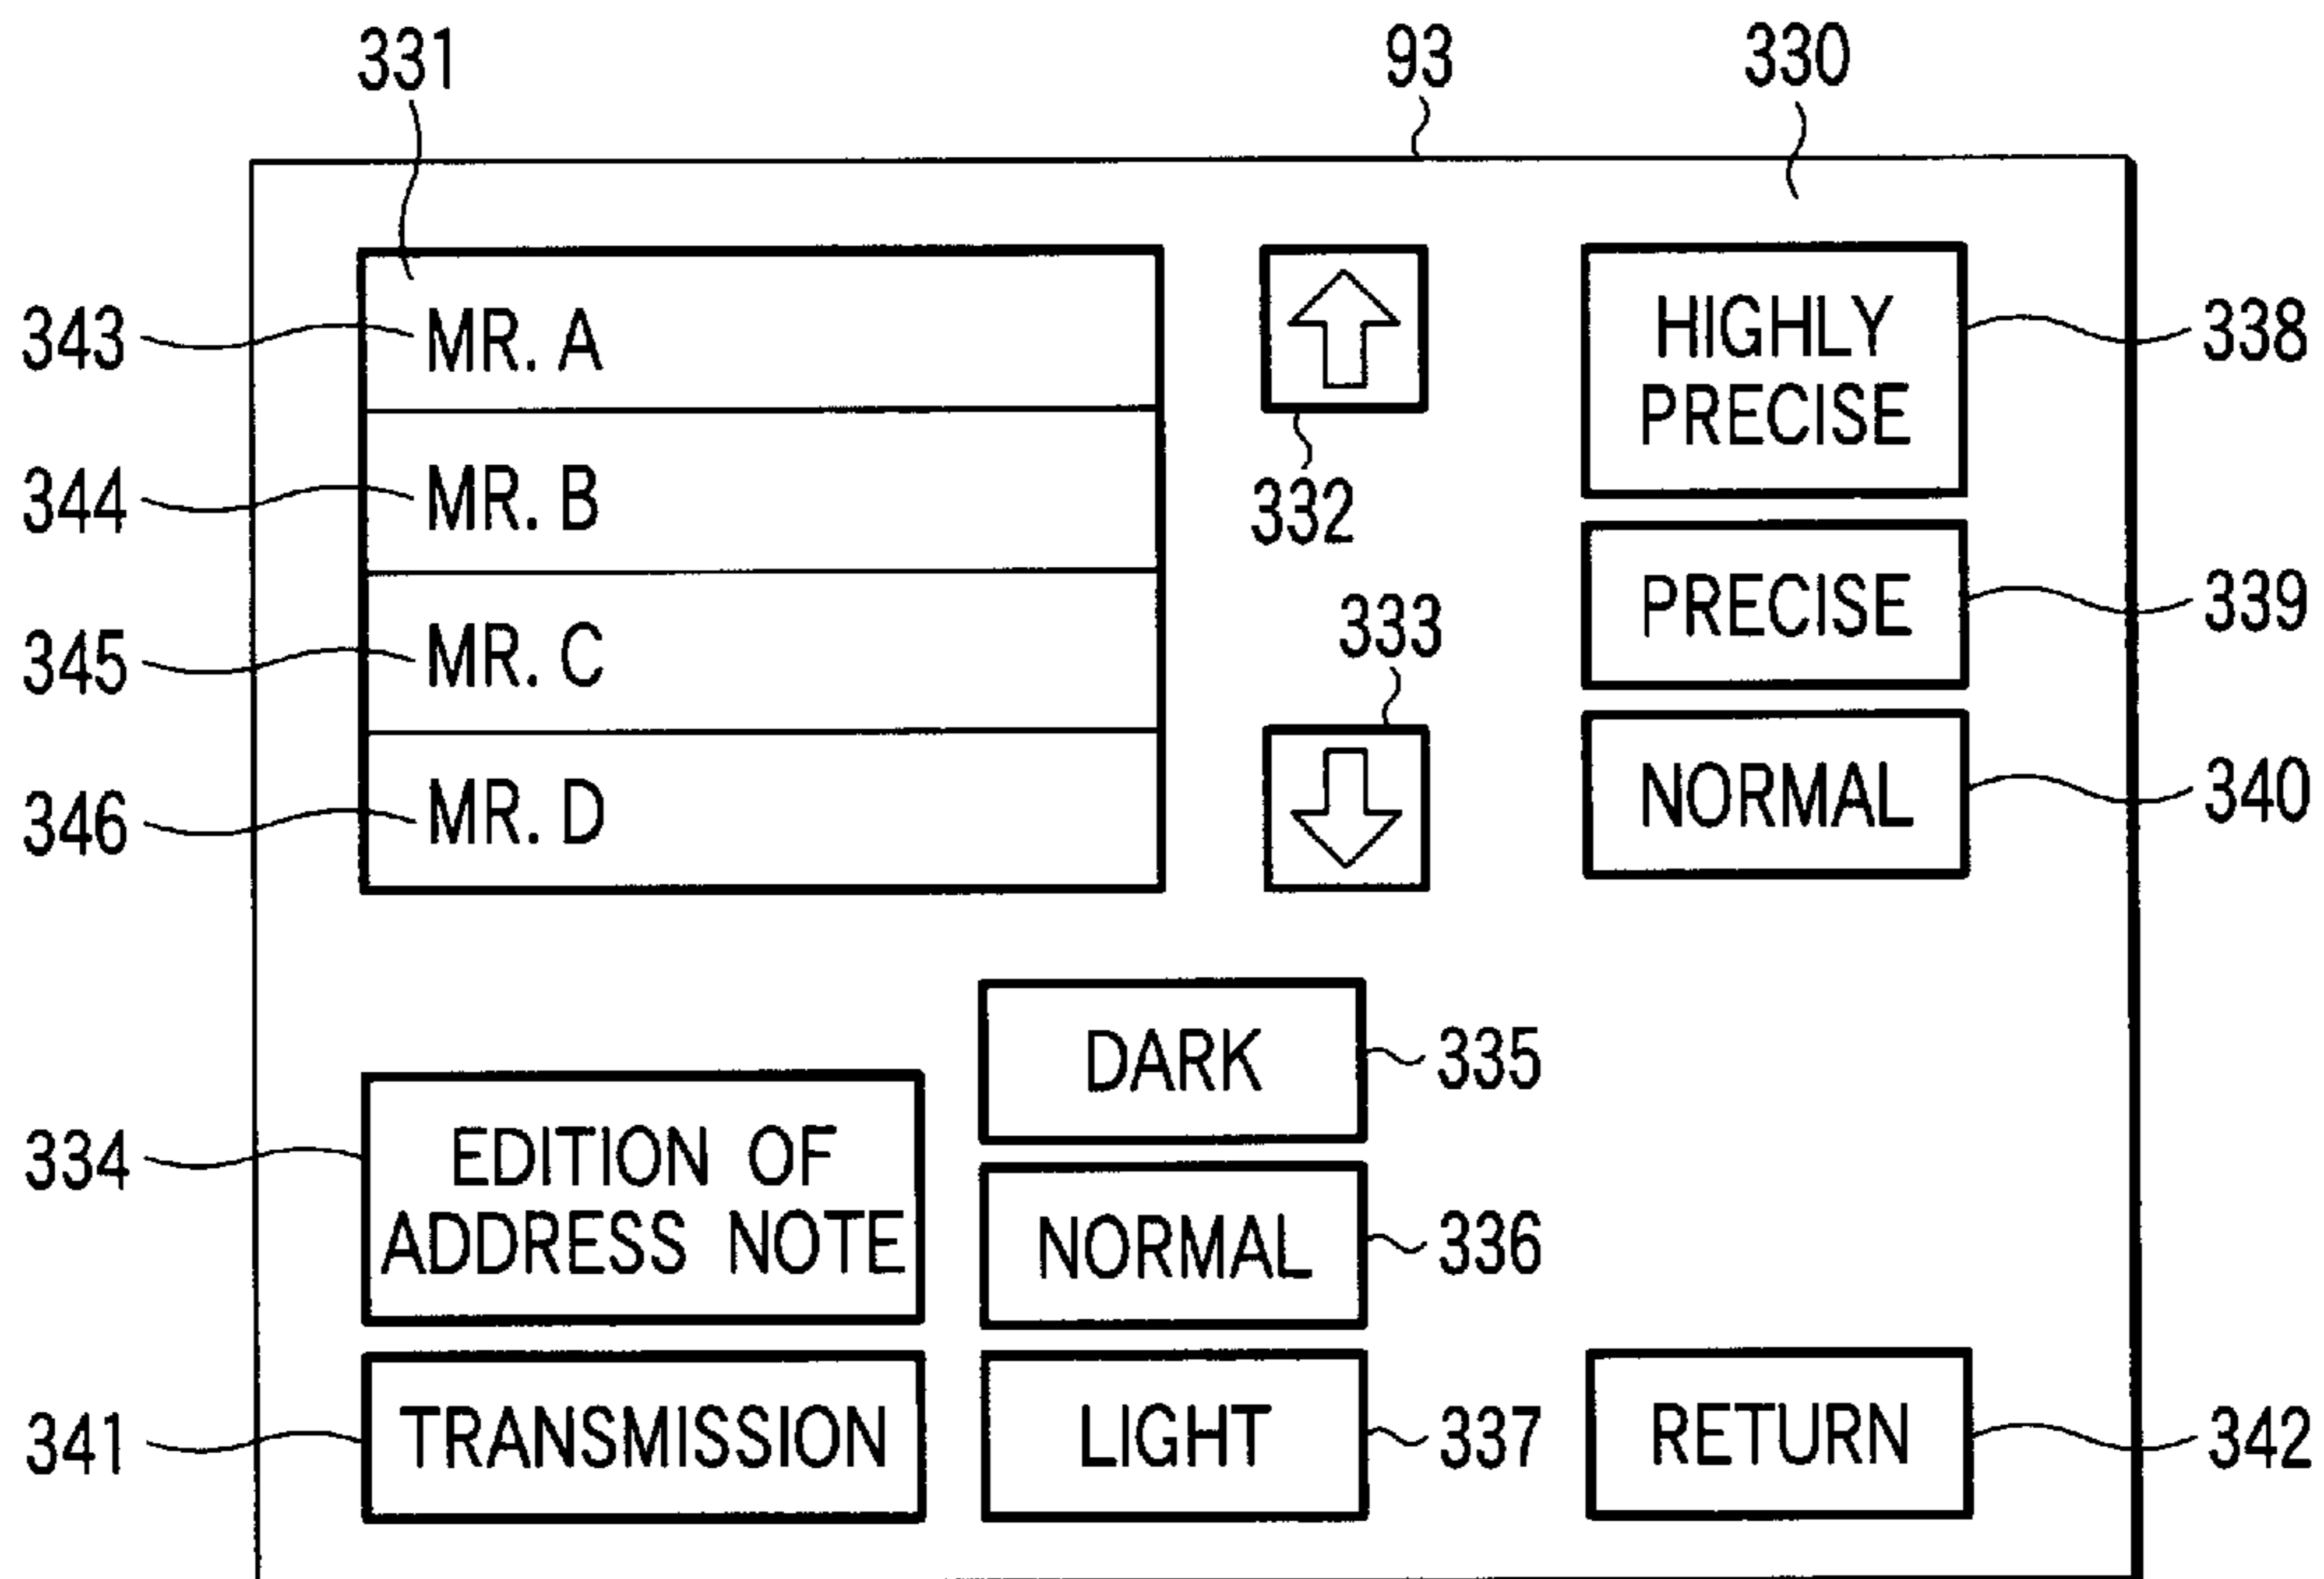 331
93
330
343
MR. A
HIGHLY
PRECISE
338
344
MR. B
332
345
MR. C
333
PRECISE
339
346
MR. D
NORMAL
340
DARK
335
334
EDITION OF
ADDRESS NOTE
NORMAL
336
341
TRANSMISSION
LIGHT
337
RETURN
342